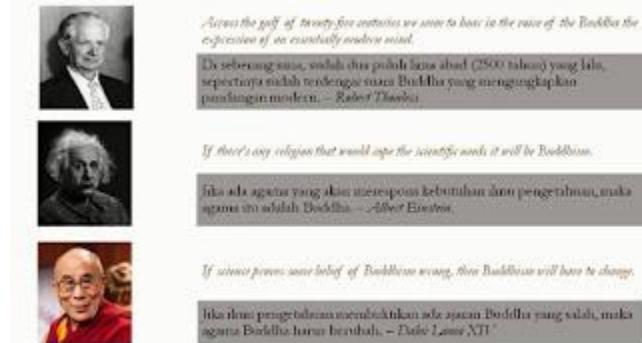 Across the gulf of twenty-five centuries we seem to hear in the voice of the Buddha the
expression of an essentially modern mind.
Di seberang sana, sudah dua puluh lima abad (2500 tahun) yang lalu,
sepertinya sudah terdengar suara Buddha yang mengungkapkan
pandangan modern. – Robert
If there's any religion that would cope the scientific needs it will be Buddhism.
Jika ada agama yang akan merespons kebutuhan ilmu pengetahuan, maka
agama itu adalah Buddha. – Albert Einstein.
If science proves some belief of Buddhism wrong, then Buddhism will have to change.
Jika ilmu pengetahuan membuktikan ada ajaran Buddha yang salah, maka
agama Buddha harus berubah. – Dalai Lama XIV